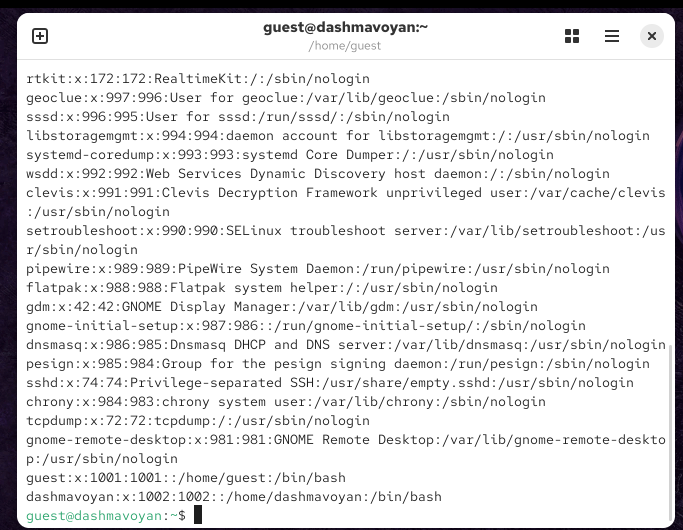 guest@dashmavoyan:~
/home/guest
rtkit:x:172:172:RealtimeKit:/:/sbin/nologin
geoclue:x:997:996:User for geoclue:/var/lib/geoclue:/sbin/nologin
sssd:x:996:995:User for sssd:/run/sssd/:/sbin/nologin
libstoragemgmt:x:994:994:daemon account for libstoragemgmt:/:/usr/sbin/nologin
systemd-coredump:x:993:993:systemd Core Dumper:/:/usr/sbin/nologin
wsdd:x:992:992:Web Services Dynamic Discovery host daemon:/:/sbin/nologin
clevis:x:991:991:Clevis Decryption Framework unprivileged user:/var/cache/clevis
:/usr/sbin/nologin
setroubleshoot:x:990:990:SELinux troubleshoot server:/var/lib/setroubleshoot:/us
r/sbin/nologin
pipewire:x:989:989:PipeWire System Daemon:/run/pipewire:/usr/sbin/nologin
flatpak:x:988:988:Flatpak system helper:/:/usr/sbin/nologin
gdm:x:42:42:GNOME Display Manager:/var/lib/gdm:/usr/sbin/nologin
gnome-initial-setup:x:987:986::/run/gnome-initial-setup/:/sbin/nologin
dnsmasq:x:986:985:Dnsmasq DHCP and DNS server:/var/lib/dnsmasq:/usr/sbin/nologin
pesign:x:985:984:Group for the pesign signing daemon:/run/pesign:/sbin/nologin
sshd:x:74:74:Privilege-separated SSH:/usr/share/empty.sshd:/usr/sbin/nologin
chrony:x:984:983:chrony system user:/var/lib/chrony:/sbin/nologin
tcpdump:x:72:72:tcpdump:/:/usr/sbin/nologin
gnome-remote-desktop:x:981:981:GNOME Remote Desktop:/var/lib/gnome-remote-deskto
p:/usr/sbin/nologin
guest:x:1001:1001::/home/guest:/bin/bash
dashmavoyan:x:1002:1002::/home/dashmavoyan:/bin/bash
guest@dashmavoyan:~$